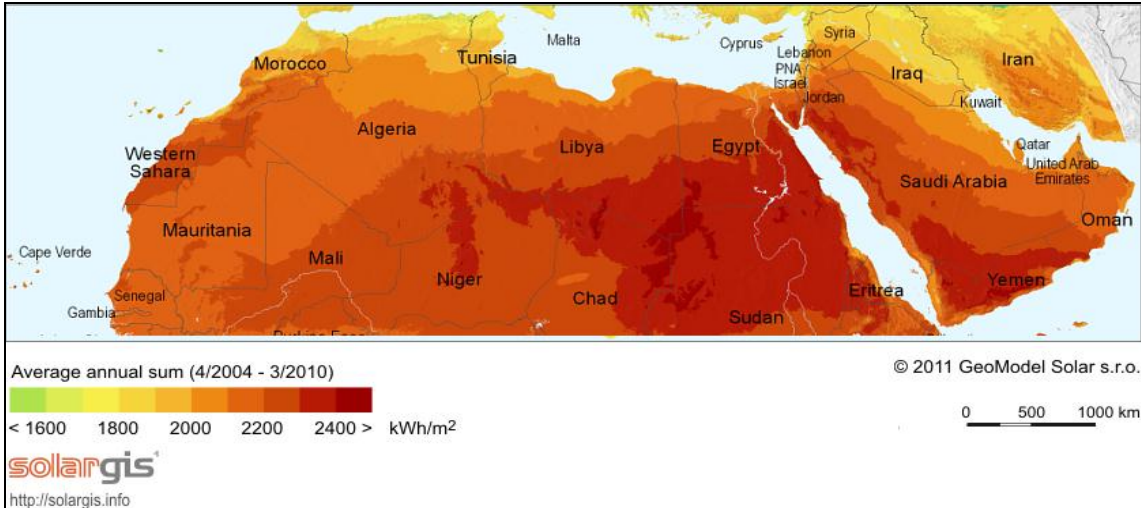 Malta
Cyprus
Syria
Lebanon
PNA
Israel
Jordan
Iraq
Iran
Kuwait
Morocco
Tunisia
Algeria
Libya
Egypt
Western
Sahara
Qatar
United Arab
Emirates
Saudi Arabia
Oman
Mauritania
Cape Verde
Mali
Niger
Chad
Senegal
Gambia
Sudan
Eritrea
Yemen
Average annual sum (4/2004 - 3/2010)
< 1600 1800 2000 2200 2400 > kWh/m²
© 2011 GeoModel Solar s.r.o.
0 500 1000 km
solargis
http://solargis.info